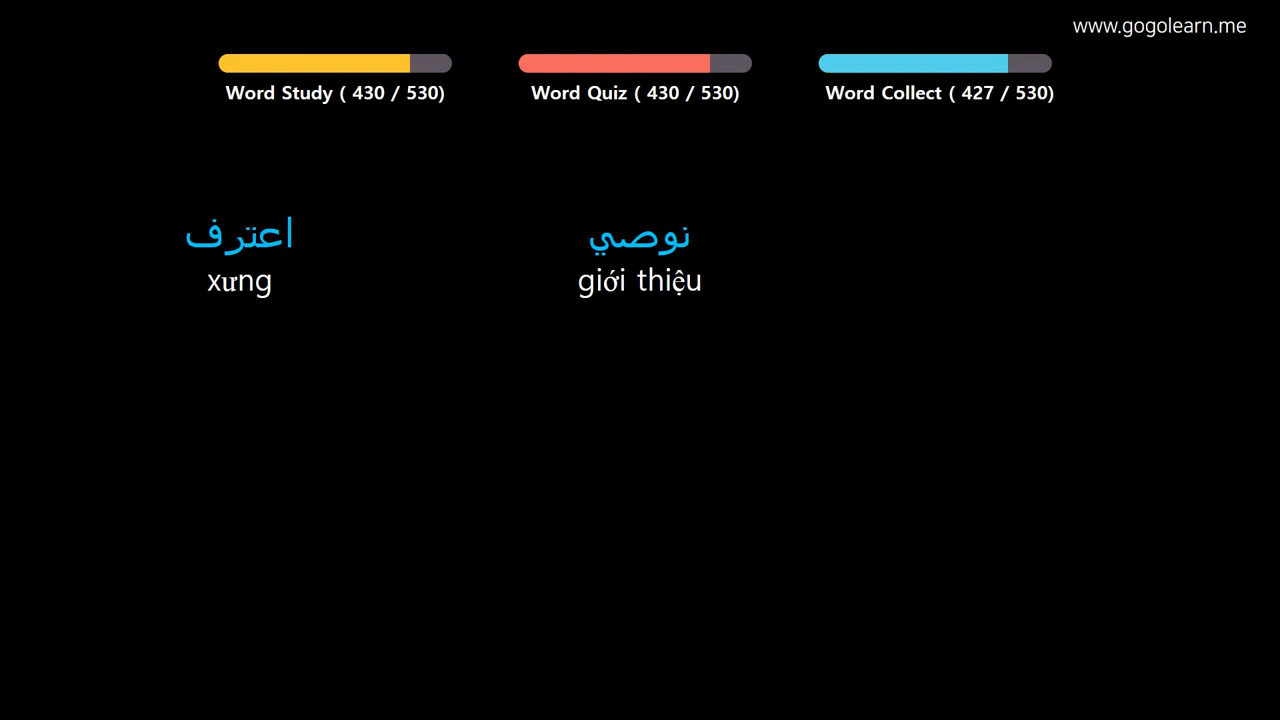 www.gogolearn.me
Word Study ( 430 / 530)
Word Quiz ( 430 / 530)
Word Collect ( 427 / 530)
اعترف
xưng
نوصي
giới thiệu